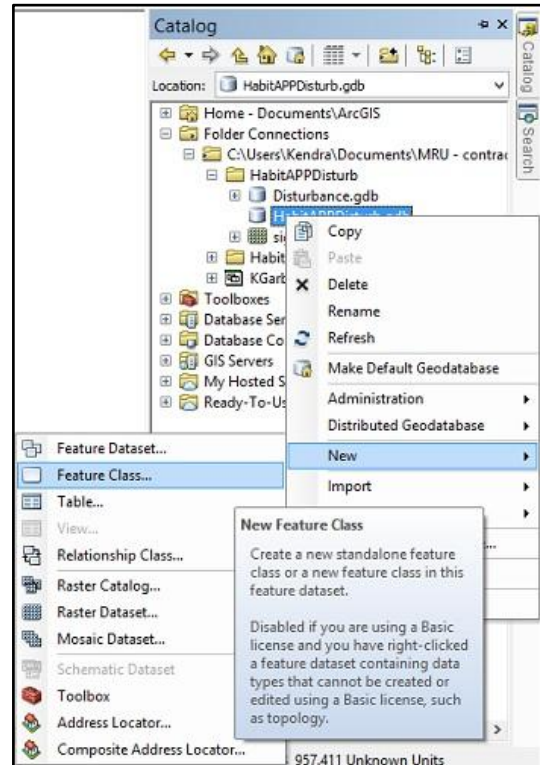 Catalog
Location: HabitAPPDisturb.gdb
Home - Documents\ArcGIS
Folder Connections
C:\Users\Kendra\Documents\MRU - contrac
HabitAPPDisturb
Disturbance.gdb
HabitAPPDisturb.gdb
Habit
KGarb
Toolboxes
Database Ser
Database Co
GIS Servers
My Hosted S
Ready-To-Us
Copy
Paste
Delete
Rename
Refresh
Make Default Geodatabase
Administration
Distributed Geodatabase
New
Import
Feature Dataset...
Feature Class...
Table...
View...
Relationship Class...
Raster Catalog...
Raster Dataset...
Mosaic Dataset...
Schematic Dataset
Toolbox
Address Locator...
Composite Address Locator...
New Feature Class
Create a new standalone feature
class or a new feature class in this
feature dataset.
Disabled if you are using a Basic
license and you have right-clicked
a feature dataset containing data
types that cannot be created or
edited using a Basic license, such
as topology.
957.411 Unknown Units
Catalog
Search